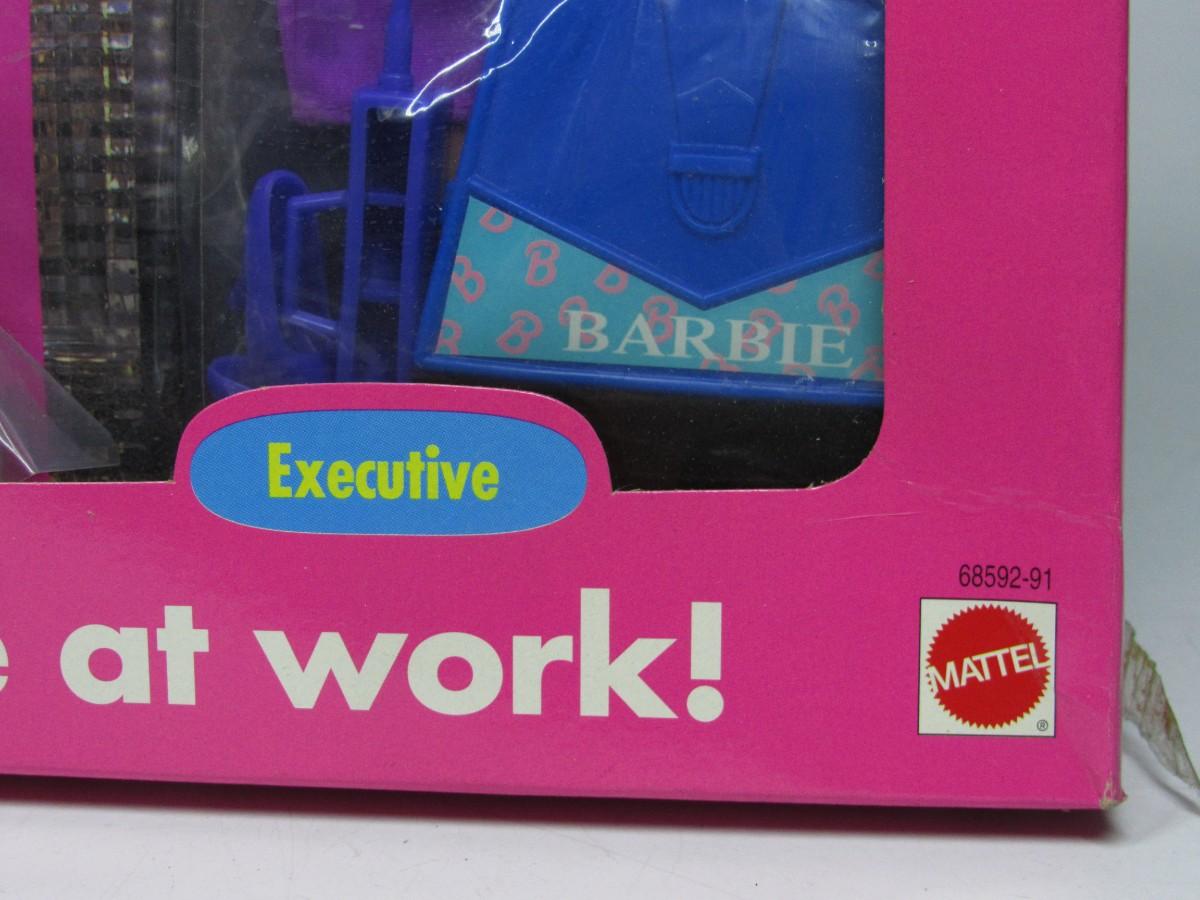 BARBIE
Executive
e at work!
68592-91
MATTEL
®